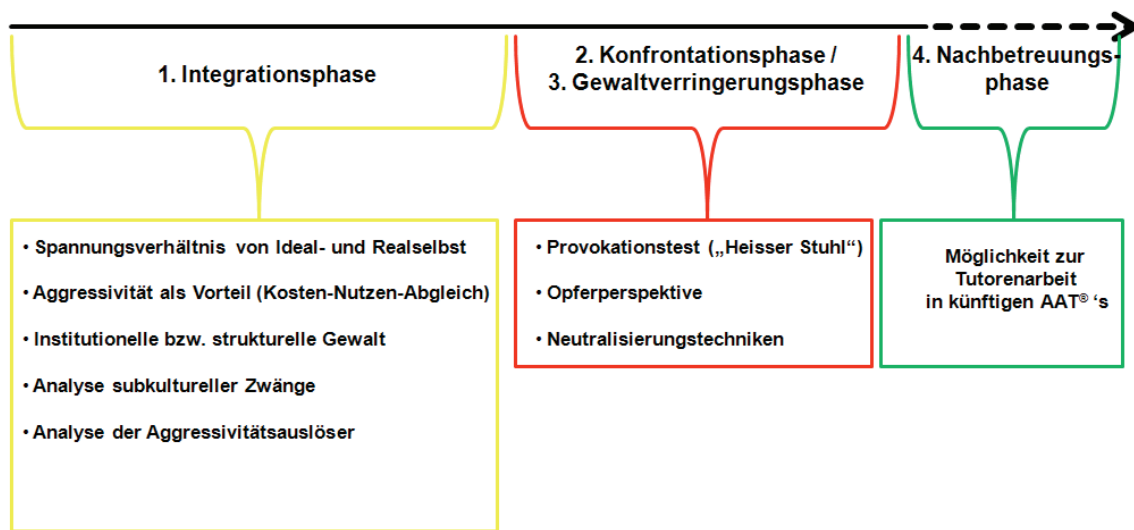 1. Integrationsphase
2. Konfrontationsphase /
3. Gewaltverringerungsphase
4. Nachbetreuungs-
phase
• Spannungsverhältnis von Ideal- und Realselbst
• Aggressivität als Vorteil (Kosten-Nutzen-Abgleich)
• Institutionelle bzw. strukturelle Gewalt
• Analyse subkultureller Zwänge
• Analyse der Aggressivitätsauslöser
• Provokationstest („Heisser Stuhl“)
• Opferperspektive
• Neutralisierungstechniken
Möglichkeit zur
Tutorenarbeit
in künftigen AAT® ‘s